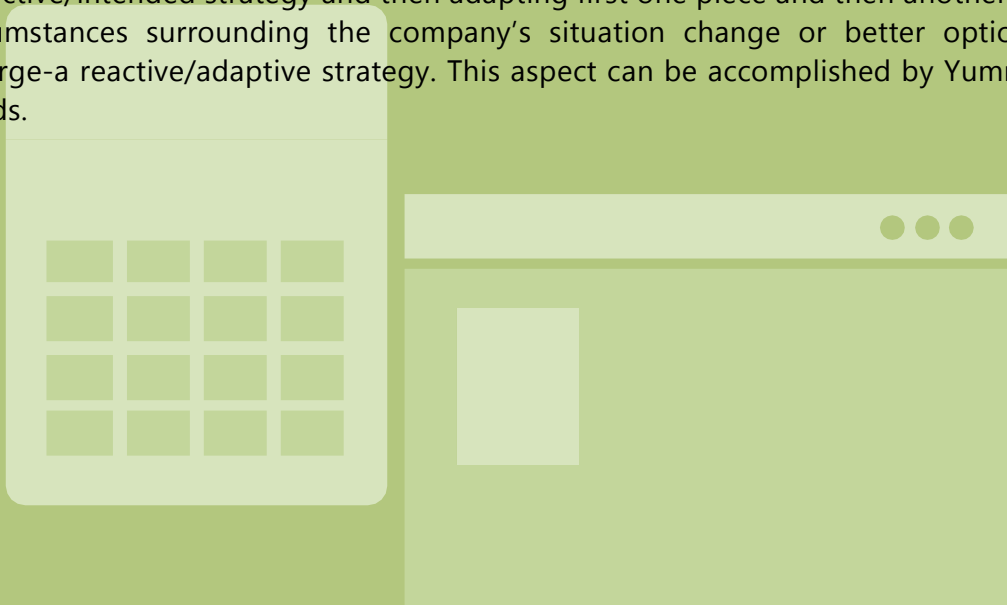 ctive/intended strategy and then adapting first one piece and then another
umstances surrounding the company's situation change or better optio
rge-a reactive/adaptive strategy. This aspect can be accomplished by Yum
ds.